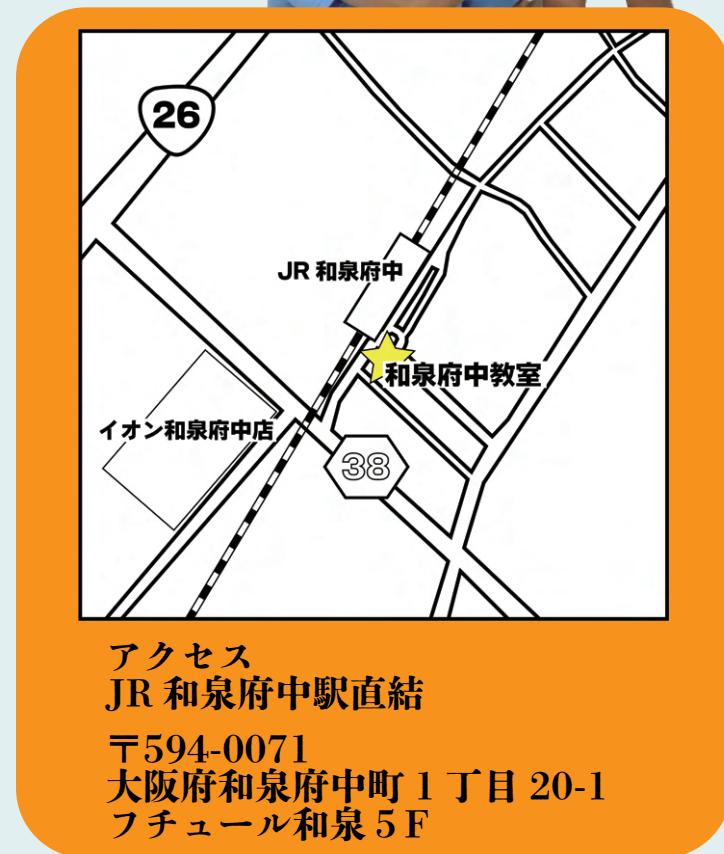 26
JR 和泉府中
和泉府中教室
イオン和泉府中店
38
アクセス
JR 和泉府中駅直結
〒594-0071
大阪府和泉府中町 1 丁目 20-1
フチュール和泉 5 F